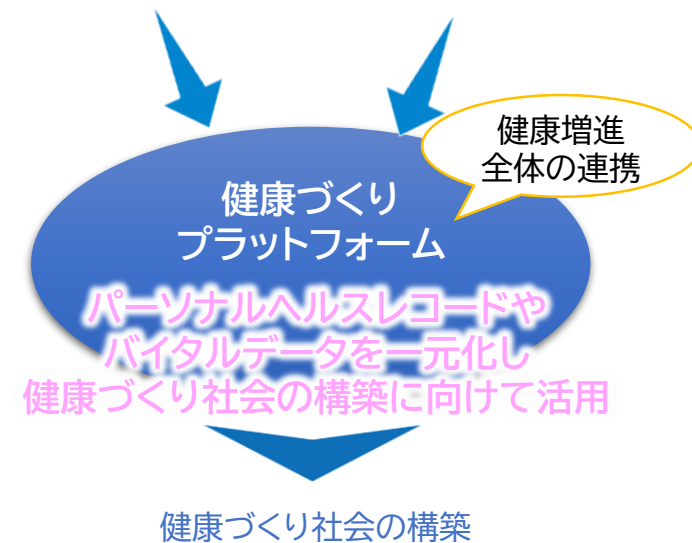 健康増進
全体の連携
健康づくり
プラットフォーム
パーソナルヘルスレコードや
バイタルデータを一元化し
健康づくり社会の構築に向けて活用
健康づくり社会の構築